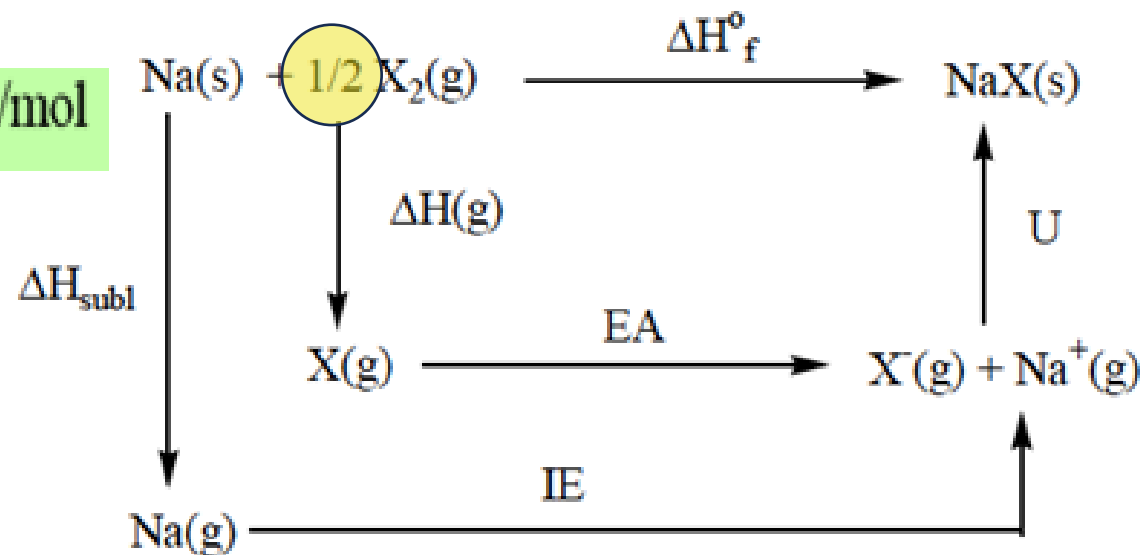 ΔH°f
Na(s) + 1/2 X₂(g)
NaX(s)
/mol
ΔH(g)
U
ΔHsubl
EA
X(g)
X⁻(g) + Na⁺(g)
IE
Na(g)